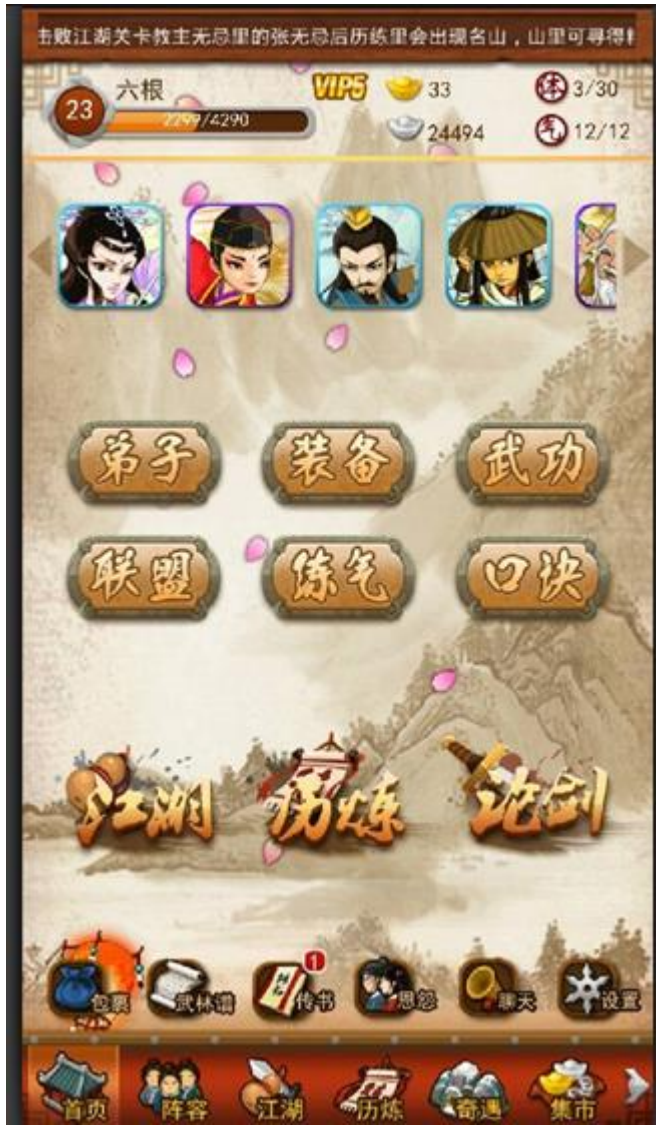 击败江湖关卡教主无忌里的张无忌后历练里会出现名山，山里可寻得
23 六根 VIP5 33 体 3/30
2299/4290 24494 气 12/12
弟子 装备 武功
联盟 练气 口诀
江湖 历炼 论剑
1
包裹 武林谱 传书 恩怨 聊天 设置
首页 阵容 江湖 历炼 奇遇 集市